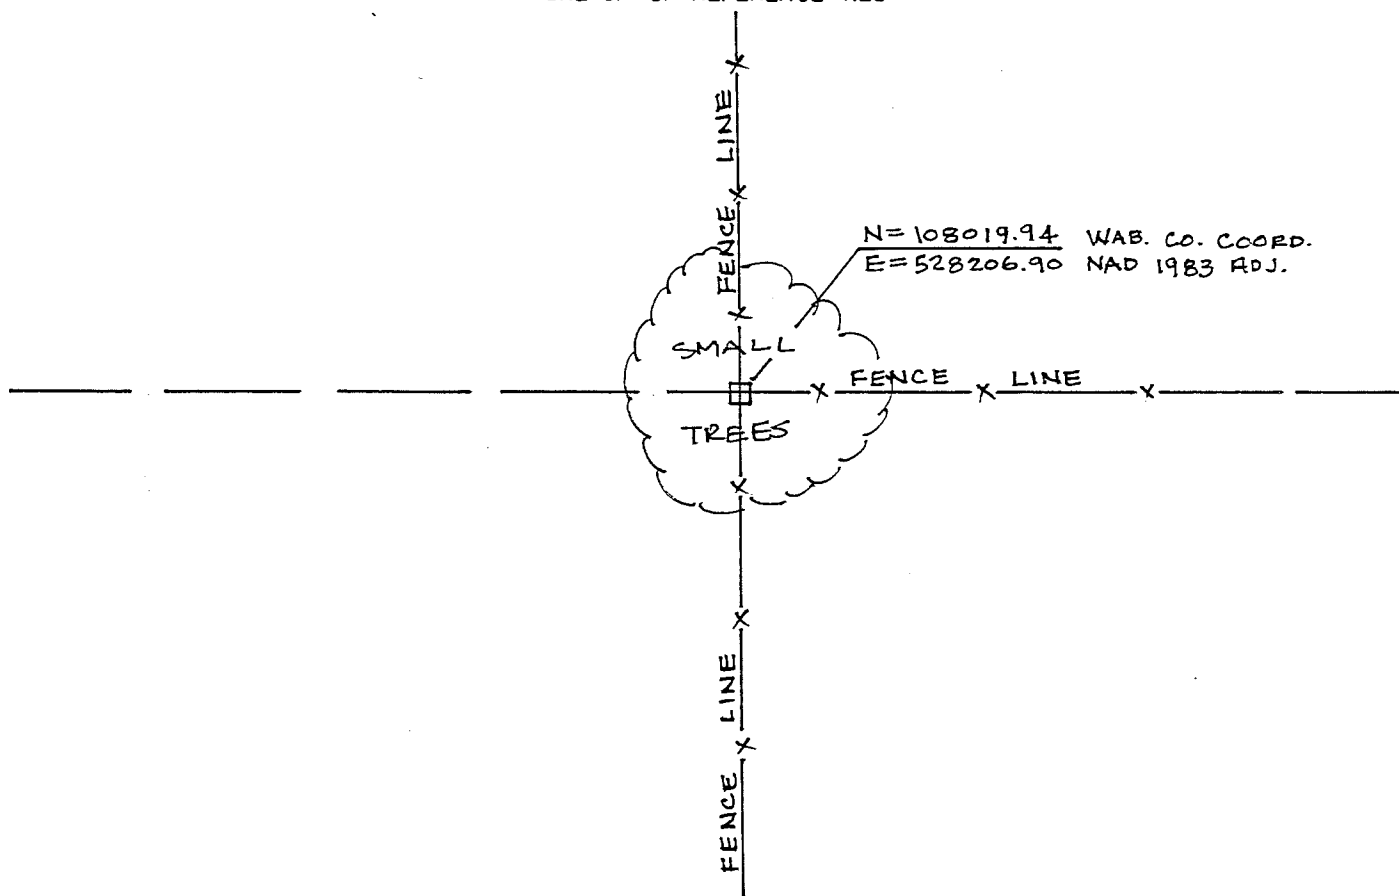 FENCE LINE
N=108019.94 WAB. CO. COORD.
E=528206.90 NAD 1983 ADJ.
SMALL
FENCE LINE
TREES
FENCE LINE